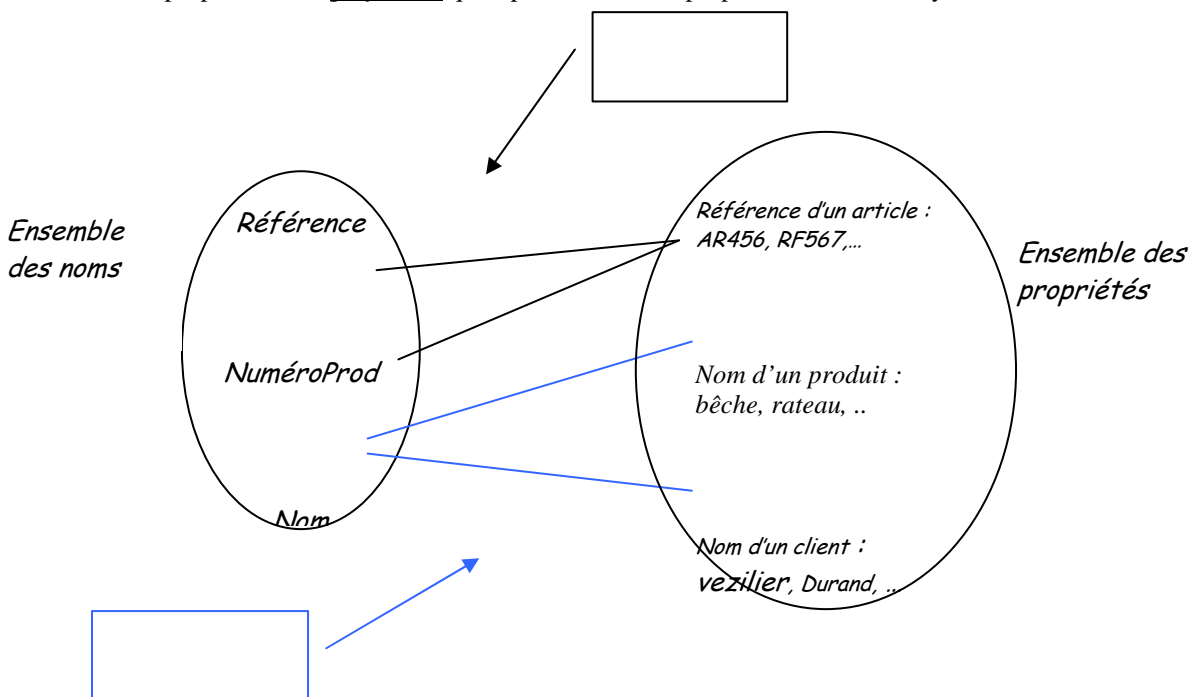 Référence
NuméroProd
Nom
Ensemble
des noms
Référence d'un article :
AR456, RF567,...
Nom d'un produit :
bêche, rateau, ..
Nom d'un client :
vezilier, Durand, ..
Ensemble des
propriétés